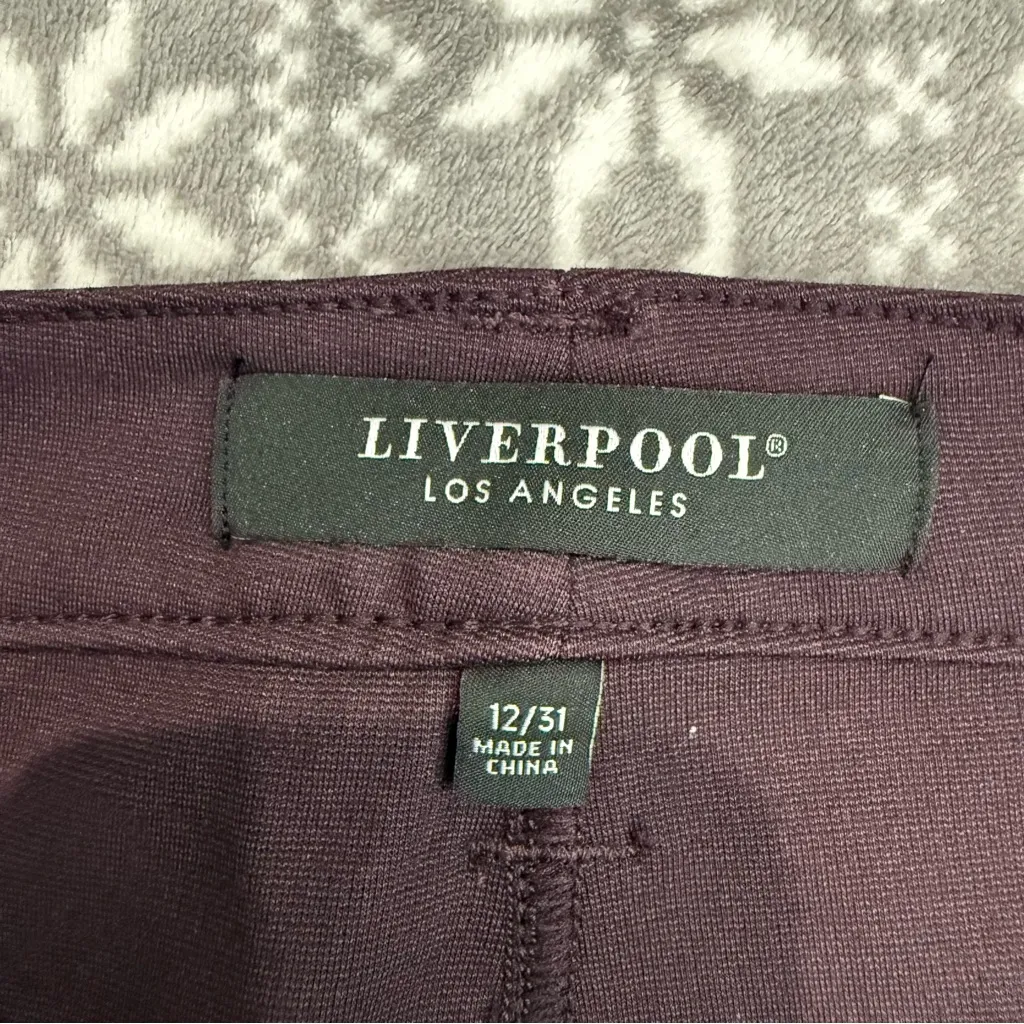 LIVERPOOL®
LOS ANGELES
12/31
MADE IN
CHINA